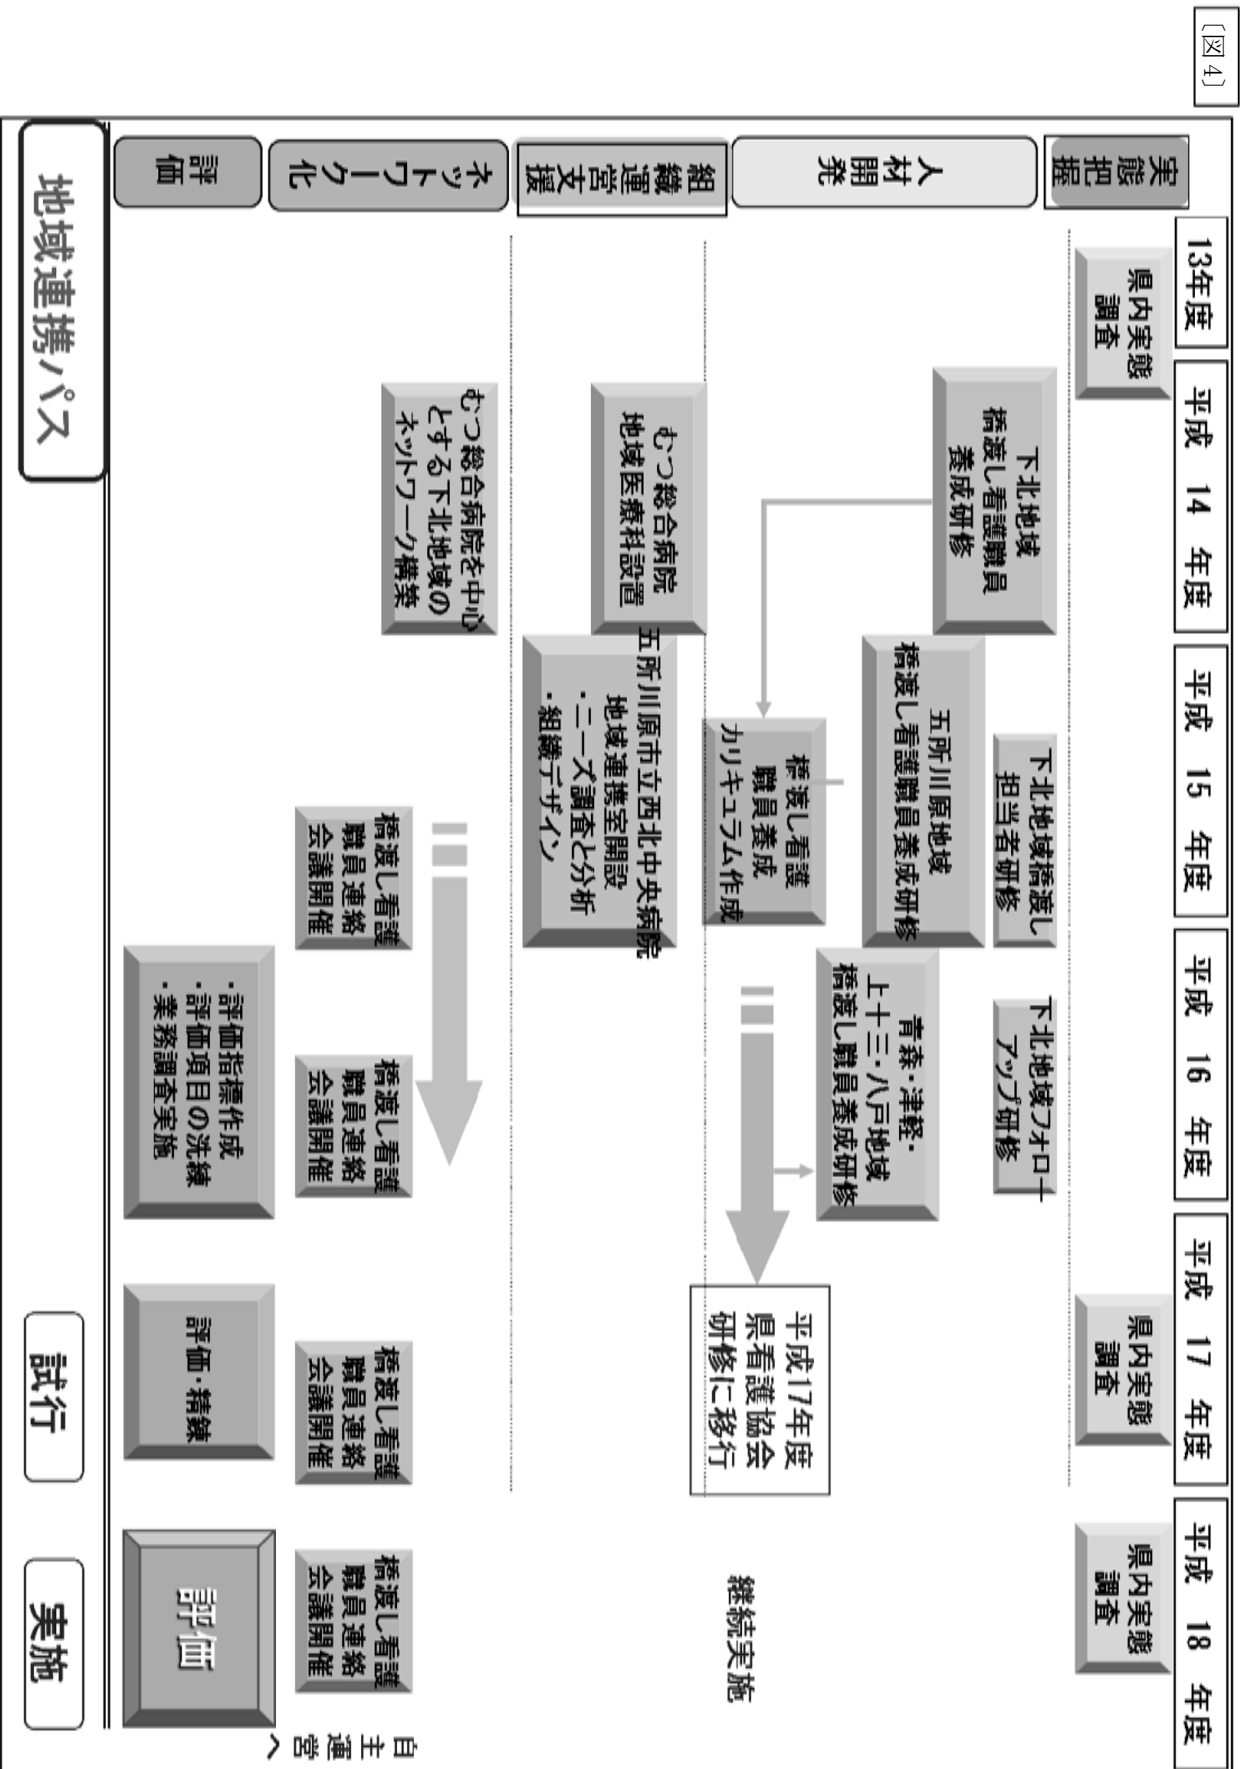 〔図4〕
13年度
平成 14 年度
平成 15 年度
平成 16 年度
平成 17 年度
平成 18 年度
実態把握
県内実態
調査
県内実態
調査
県内実態
調査
人材開発
下北地域
橋渡し看護職員
養成研修
下北地域橋渡し
担当者研修
下北地域フォロー
アップ研修
五所川原地域
橋渡し看護職員養成研修
青森・津軽・
上十三・八戸地域
橋渡し職員養成研修
橋渡し看護
職員養成
カリキュラム作成
平成17年度
県看護協会
研修に移行
継続実施
組織運営支援
むつ総合病院
地域医療科設置
五所川原市立西北中央病院
地域連携室開設
・ニーズ調査と分析
・組織デザイン
ネットワーク化
むつ総合病院を中心
とする下北地域の
ネットワーク構築
橋渡し看護
職員連絡
会議開催
橋渡し看護
職員連絡
会議開催
橋渡し看護
職員連絡
会議開催
橋渡し看護
職員連絡
会議開催
自主運営へ
評価
・評価指標作成
・評価項目の洗練
・業務調査実施
評価・精錬
評価
地域連携パス
試行
実施